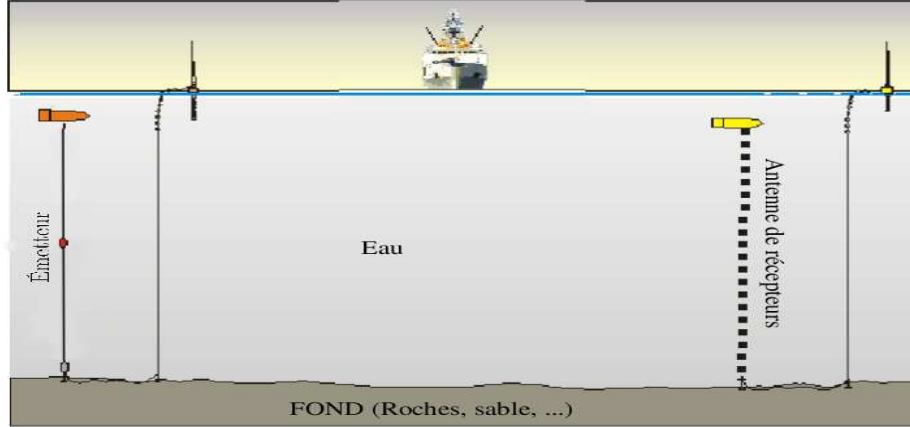 Émetteur
Eau
Antenne de récepteurs
FOND (Roches, sable, ...)